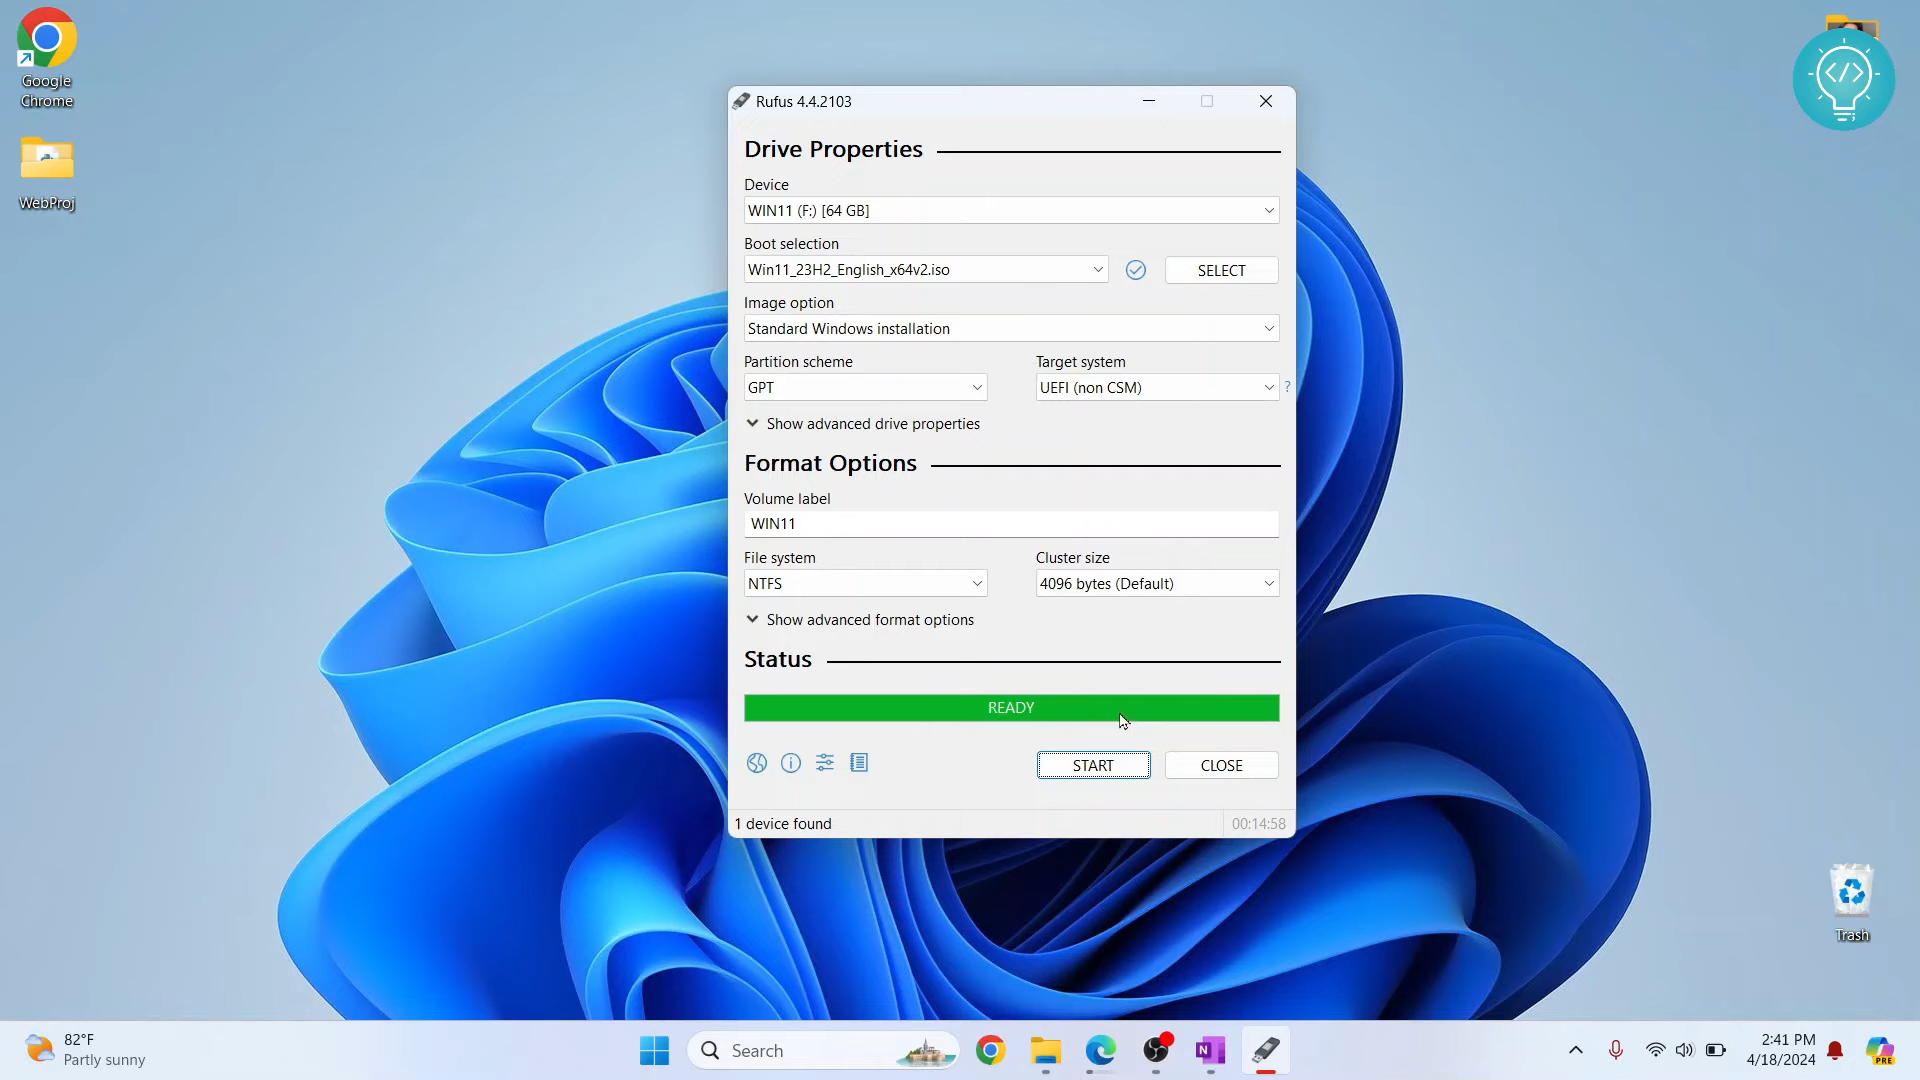 Google
Chrome
WebProj
Rufus 4.4.2103
Drive Properties
Device
WIN11 (F:) [64 GB]
Boot selection
Win11_23H2_English_x64v2.iso
SELECT
Image option
Standard Windows installation
Partition scheme
Target system
GPT
UEFI (non CSM)
?
Show advanced drive properties
Format Options
Volume label
WIN11
File system
Cluster size
NTFS
4096 bytes (Default)
Show advanced format options
Status
READY
START
CLOSE
1 device found
00:14:58
Trash
82°F
Partly sunny
Search
N
2:41 PM
4/18/2024
PRE